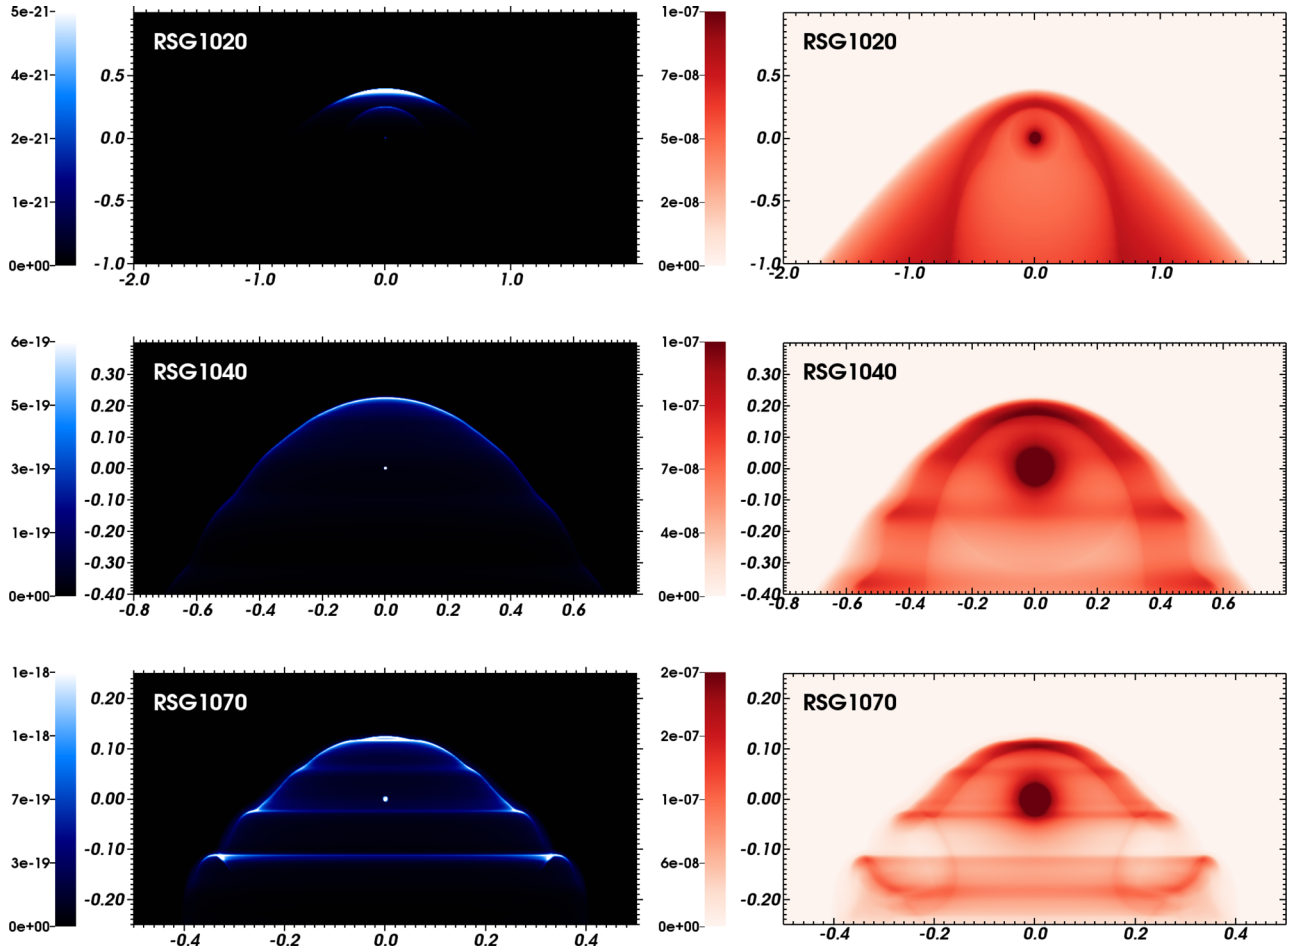 5e-21
4e-21
2e-21
1e-21
0e+00
RSG1020
0.5
0.0
-0.5
-1.0
-2.0 -1.0 0.0 1.0
1e-07
7e-08
5e-08
2e-08
0e+00
RSG1020
0.5
0.0
-0.5
-1.0
-2.0 -1.0 0.0 1.0
6e-19
5e-19
3e-19
1e-19
0e+00
RSG1040
0.30
0.20
0.10
0.00
-0.10
-0.20
-0.30
-0.40
-0.8 -0.6 -0.4 -0.2 0.0 0.2 0.4 0.6
1e-07
1e-07
7e-08
4e-08
0e+00
RSG1040
0.30
0.20
0.10
0.00
-0.10
-0.20
-0.30
-0.40
-0.8 -0.6 -0.4 -0.2 0.0 0.2 0.4 0.6
1e-18
1e-18
7e-19
3e-19
0e+00
RSG1070
0.20
0.10
0.00
-0.10
-0.20
-0.4 -0.2 0.0 0.2 0.4
2e-07
2e-07
1e-07
6e-08
0e+00
RSG1070
0.20
0.10
0.00
-0.10
-0.20
-0.4 -0.2 0.0 0.2 0.4